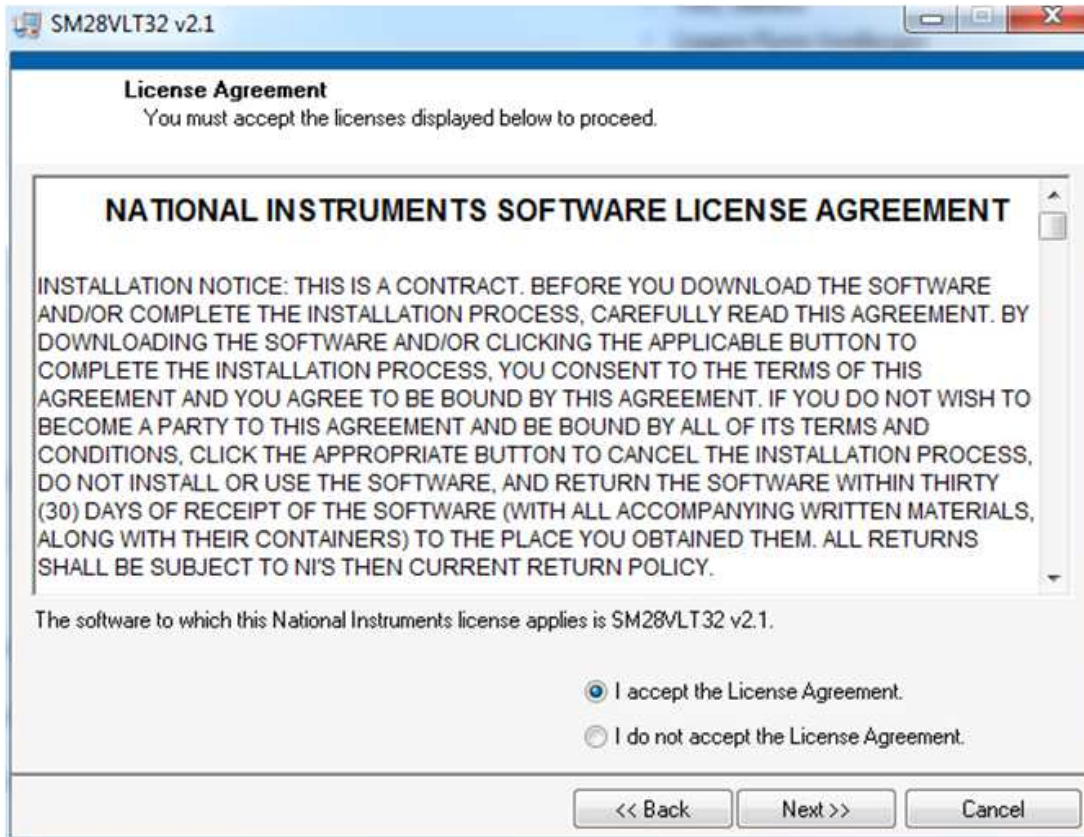 SM28VLT32 v2.1
License Agreement
You must accept the licenses displayed below to proceed.
NATIONAL INSTRUMENTS SOFTWARE LICENSE AGREEMENT
INSTALLATION NOTICE: THIS IS A CONTRACT. BEFORE YOU DOWNLOAD THE SOFTWARE
AND/OR COMPLETE THE INSTALLATION PROCESS, CAREFULLY READ THIS AGREEMENT. BY
DOWNLOADING THE SOFTWARE AND/OR CLICKING THE APPLICABLE BUTTON TO
COMPLETE THE INSTALLATION PROCESS, YOU CONSENT TO THE TERMS OF THIS
AGREEMENT AND YOU AGREE TO BE BOUND BY THIS AGREEMENT. IF YOU DO NOT WISH TO
BECOME A PARTY TO THIS AGREEMENT AND BE BOUND BY ALL OF ITS TERMS AND
CONDITIONS, CLICK THE APPROPRIATE BUTTON TO CANCEL THE INSTALLATION PROCESS,
DO NOT INSTALL OR USE THE SOFTWARE, AND RETURN THE SOFTWARE WITHIN THIRTY
(30) DAYS OF RECEIPT OF THE SOFTWARE (WITH ALL ACCOMPANYING WRITTEN MATERIALS,
ALONG WITH THEIR CONTAINERS) TO THE PLACE YOU OBTAINED THEM. ALL RETURNS
SHALL BE SUBJECT TO NI'S THEN CURRENT RETURN POLICY.
The software to which this National Instruments license applies is SM28VLT32 v2.1.
I accept the License Agreement.
I do not accept the License Agreement.
<< Back Next >> Cancel